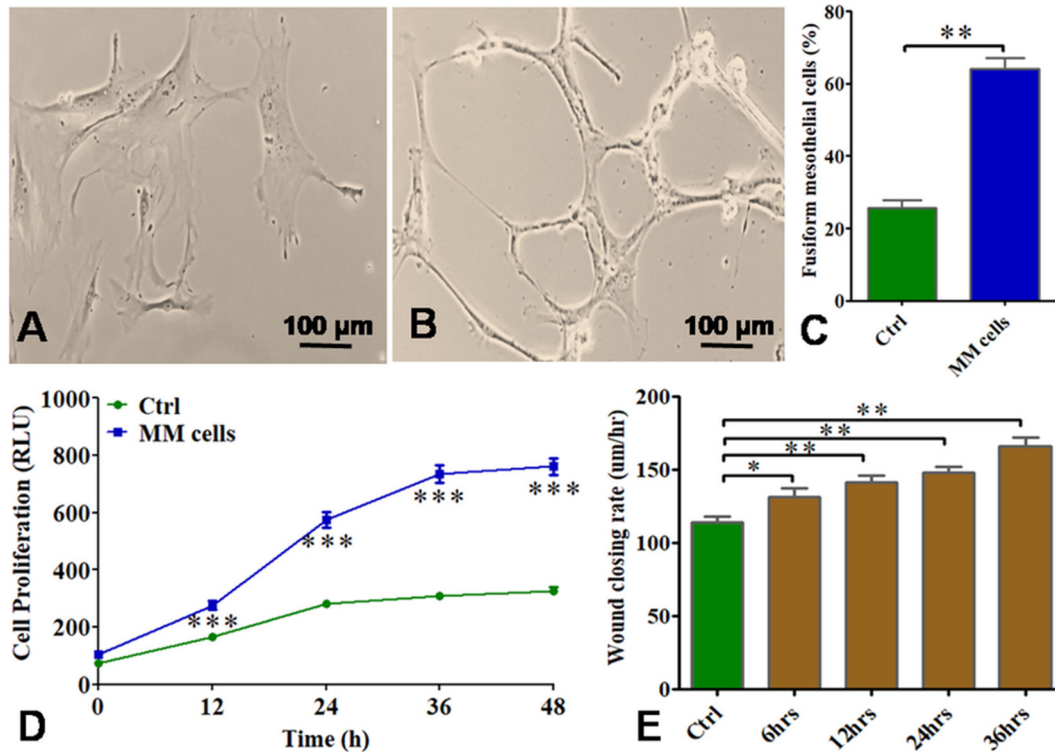 A
100 µm
B
100 µm
Fusiform mesothelial cells (%)
80
60
40
20
0
**
Ctrl
MM cells
C
Cell Proliferation (RLU)
1000
800
600
400
200
0
Ctrl
MM cells
***
***
***
***
0 12 24 36 48
Time (h)
D
Wound closing rate (um/hr)
200
150
100
50
0
**
**
**
*
Ctrl
6hrs
12hrs
24hrs
36hrs
E